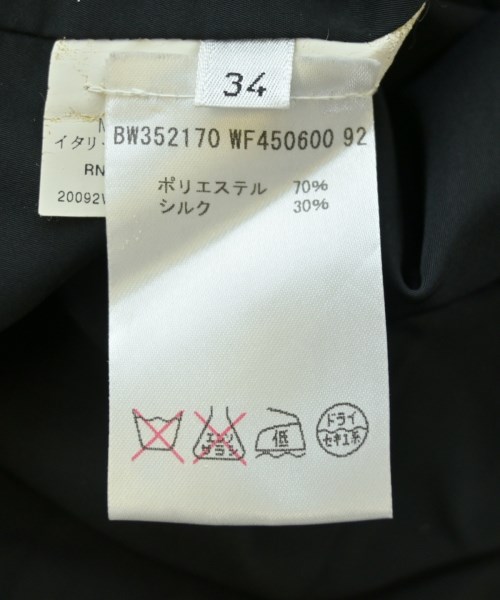 34
BW352170 WF450600 92
イタリ
RN
20092W
ポリエステル 70%
シルク 30%
エンソ
サラシ
低
ドライ
セキユ系